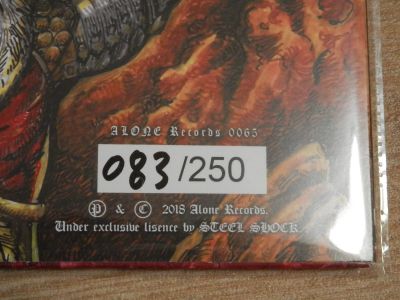 ALONE Records 0065
083/250
Ⓟ & Ⓒ 2018 Alone Records.
Under exclusive lisence by STEEL SHOCK.